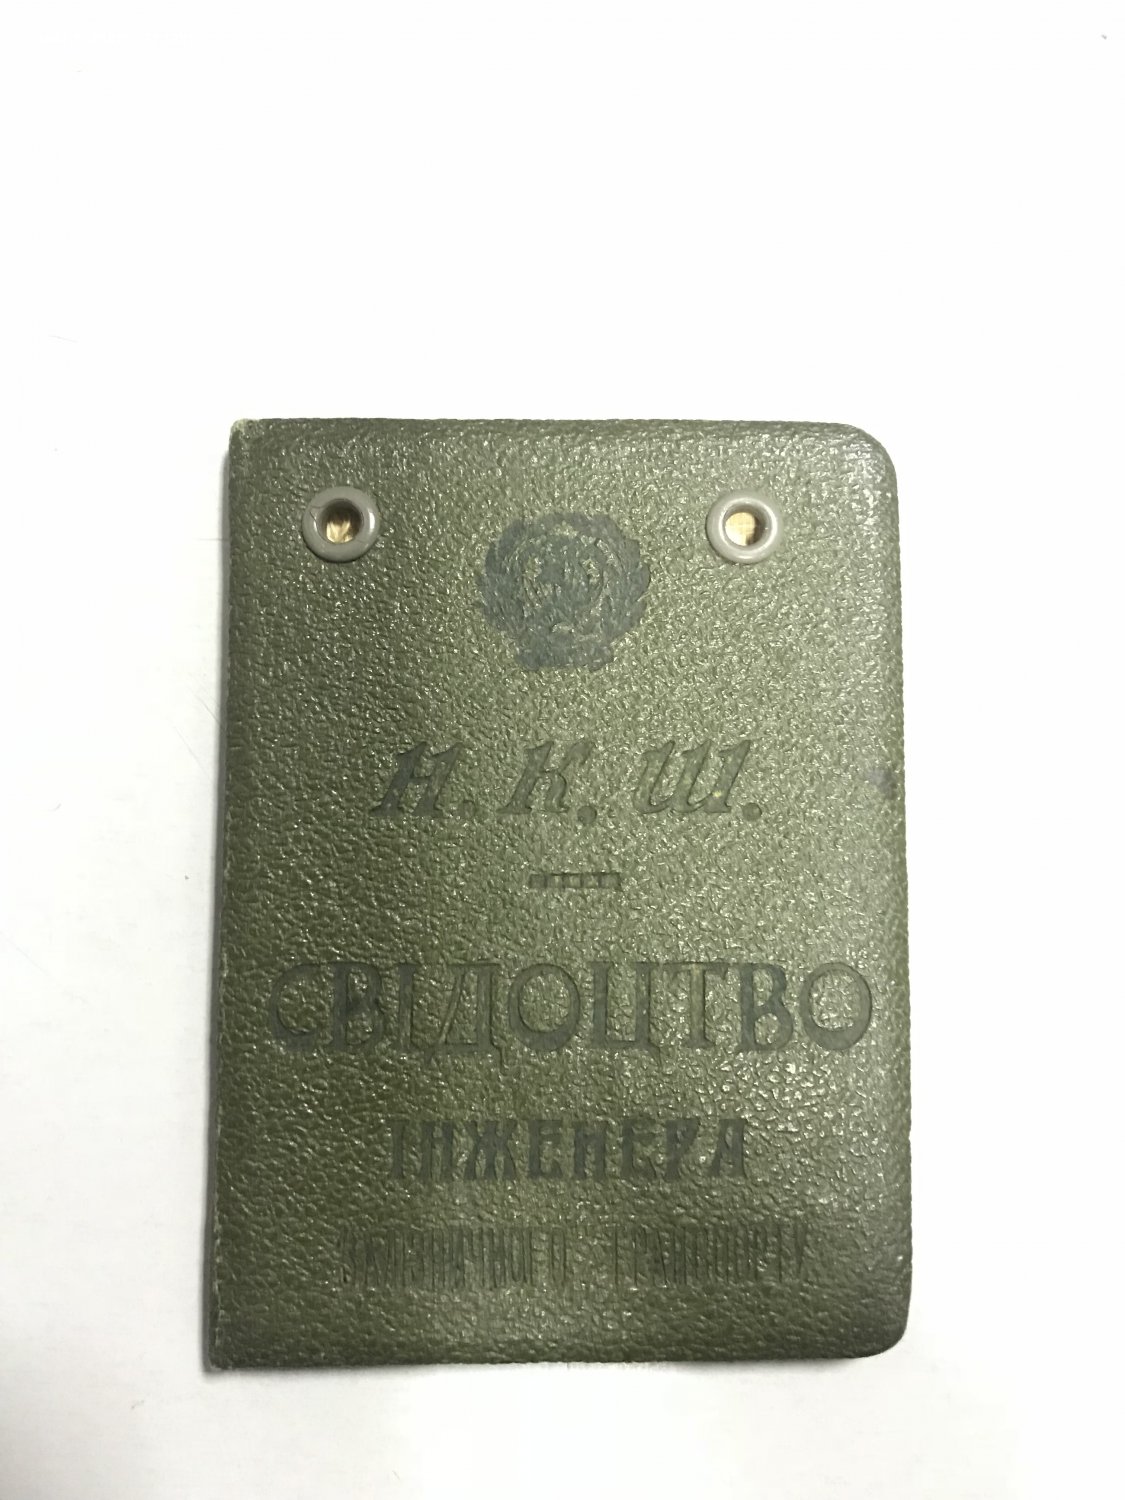 Н. К. Ш.
СВІДОЦТВО
ІНЖЕНЕРА
ЗАЛІЗНИЧНОГО ТРАНСПОРТУ